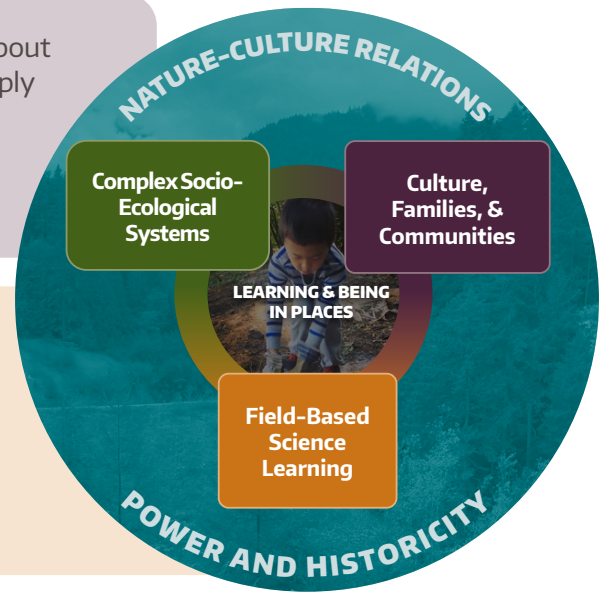 NATURE-CULTURE RELATIONS
Complex Socio-
Ecological
Systems
Culture,
Families, &
Communities
LEARNING & BEING
IN PLACES
Field-Based
Science
Learning
POWER AND HISTORICITY